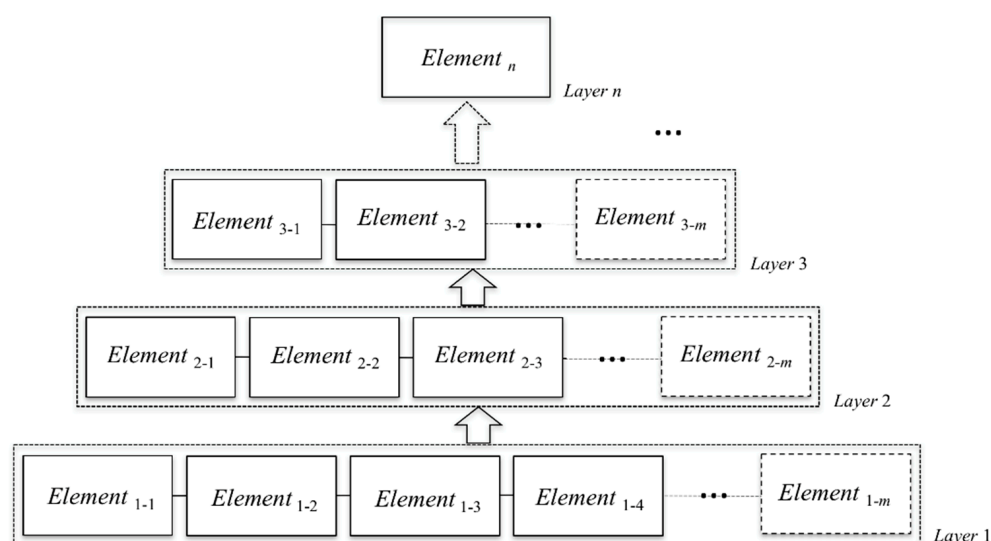 Element n
Layer n
...
Element 3-1 Element 3-2 ... Element 3-m
Layer 3
Element 2-1 Element 2-2 Element 2-3 ... Element 2-m
Layer 2
Element 1-1 Element 1-2 Element 1-3 Element 1-4 ... Element 1-m
Layer 1